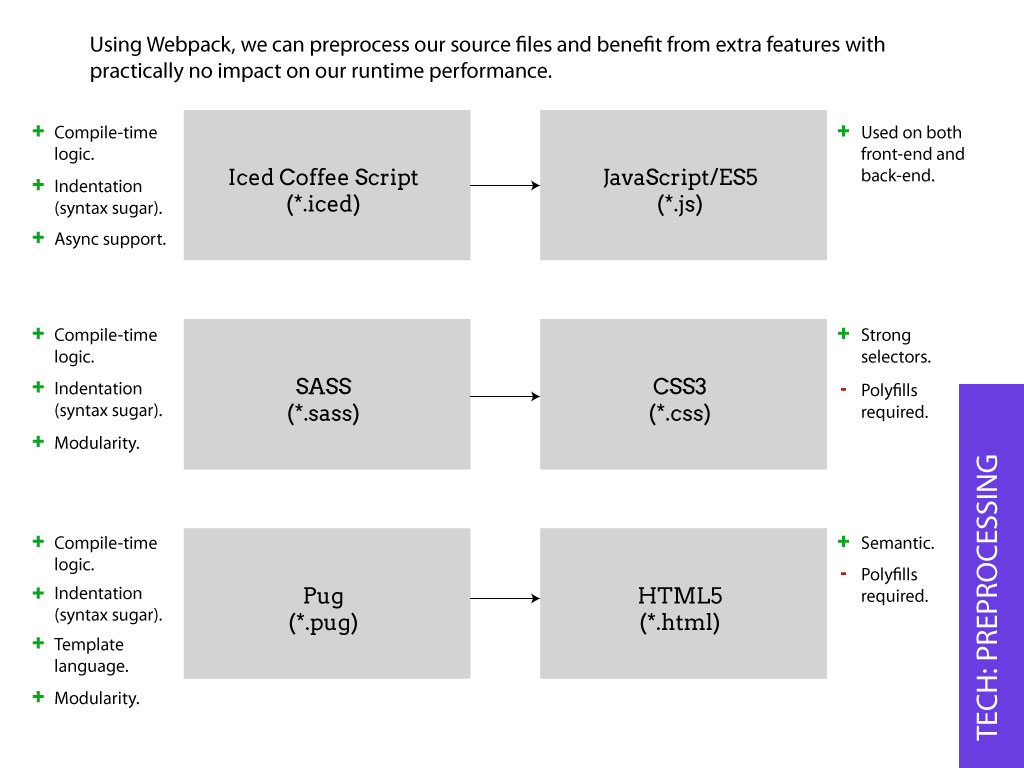 Using Webpack, we can preprocess our source files and benefit from extra features with
practically no impact on our runtime performance.
+ Compile-time
logic.
+ Indentation
(syntax sugar).
+ Async support.
Iced Coffee Script
(*.iced)
JavaScript/ES5
(*.js)
+ Used on both
front-end and
back-end.
+ Compile-time
logic.
+ Indentation
(syntax sugar).
+ Modularity.
SASS
(*.sass)
CSS3
(*.css)
+ Strong
selectors.
- Polyfills
required.
+ Compile-time
logic.
+ Indentation
(syntax sugar).
+ Template
language.
+ Modularity.
Pug
(*.pug)
HTML5
(*.html)
+ Semantic.
- Polyfills
required.
TECH: PREPROCESSING